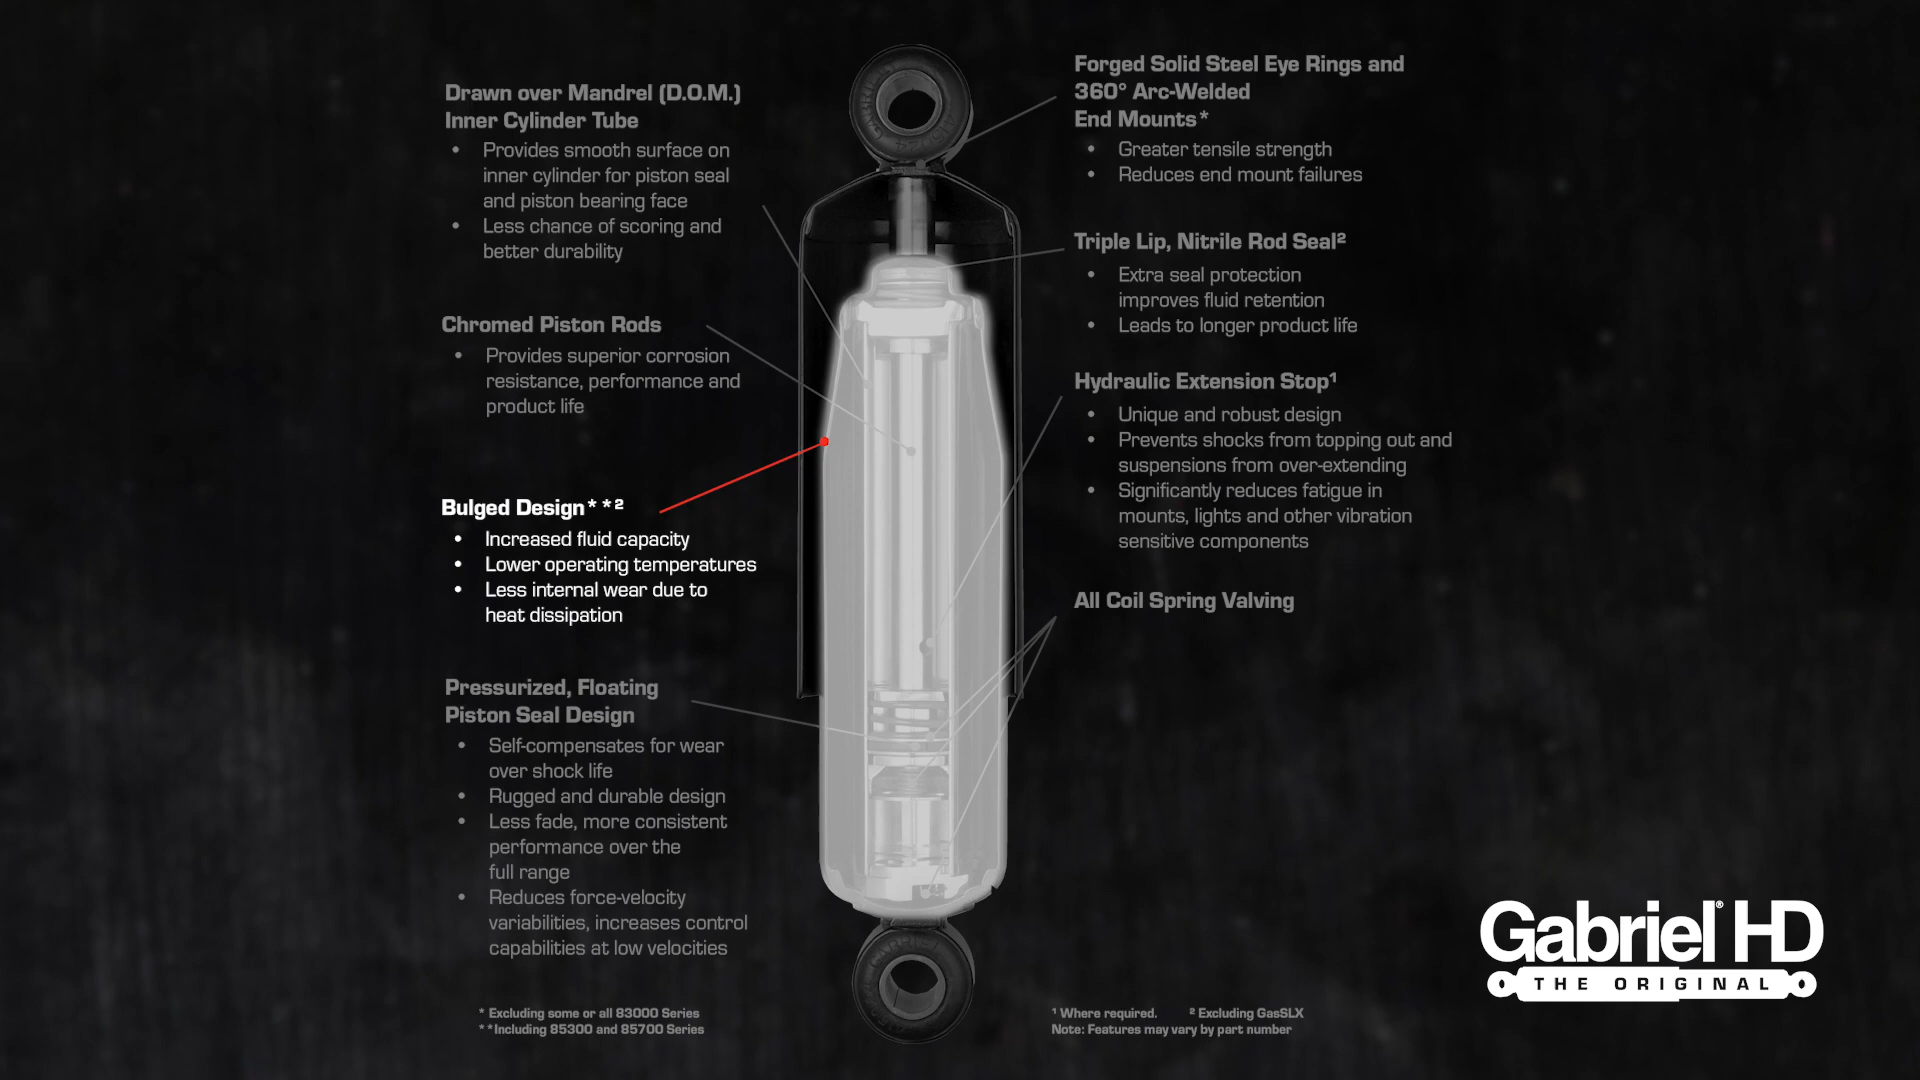 Drawn over Mandrel (D.O.M.)
Inner Cylinder Tube
• Provides smooth surface on
inner cylinder for piston seal
and piston bearing face
• Less chance of scoring and
better durability
Chromed Piston Rods
• Provides superior corrosion
resistance, performance and
product life
Bulged Design**²
• Increased fluid capacity
• Lower operating temperatures
• Less internal wear due to
heat dissipation
Pressurized, Floating
Piston Seal Design
• Self-compensates for wear
over shock life
• Rugged and durable design
• Less fade, more consistent
performance over the
full range
• Reduces force-velocity
variabilities, increases control
capabilities at low velocities
* Excluding some or all 83000 Series
**Including 85300 and 85700 Series
Forged Solid Steel Eye Rings and
360° Arc-Welded
End Mounts*
• Greater tensile strength
• Reduces end mount failures
Triple Lip, Nitrile Rod Seal²
• Extra seal protection
improves fluid retention
• Leads to longer product life
Hydraulic Extension Stop¹
• Unique and robust design
• Prevents shocks from topping out and
suspensions from over-extending
• Significantly reduces fatigue in
mounts, lights and other vibration
sensitive components
All Coil Spring Valving
¹ Where required. ² Excluding GasSLX
Note: Features may vary by part number
Gabriel® HD
THE ORIGINAL